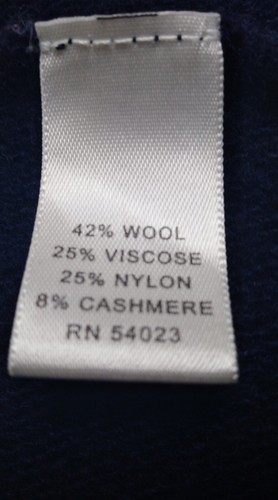 42% WOOL
25% VISCOSE
25% NYLON
8% CASHMERE
RN 54023